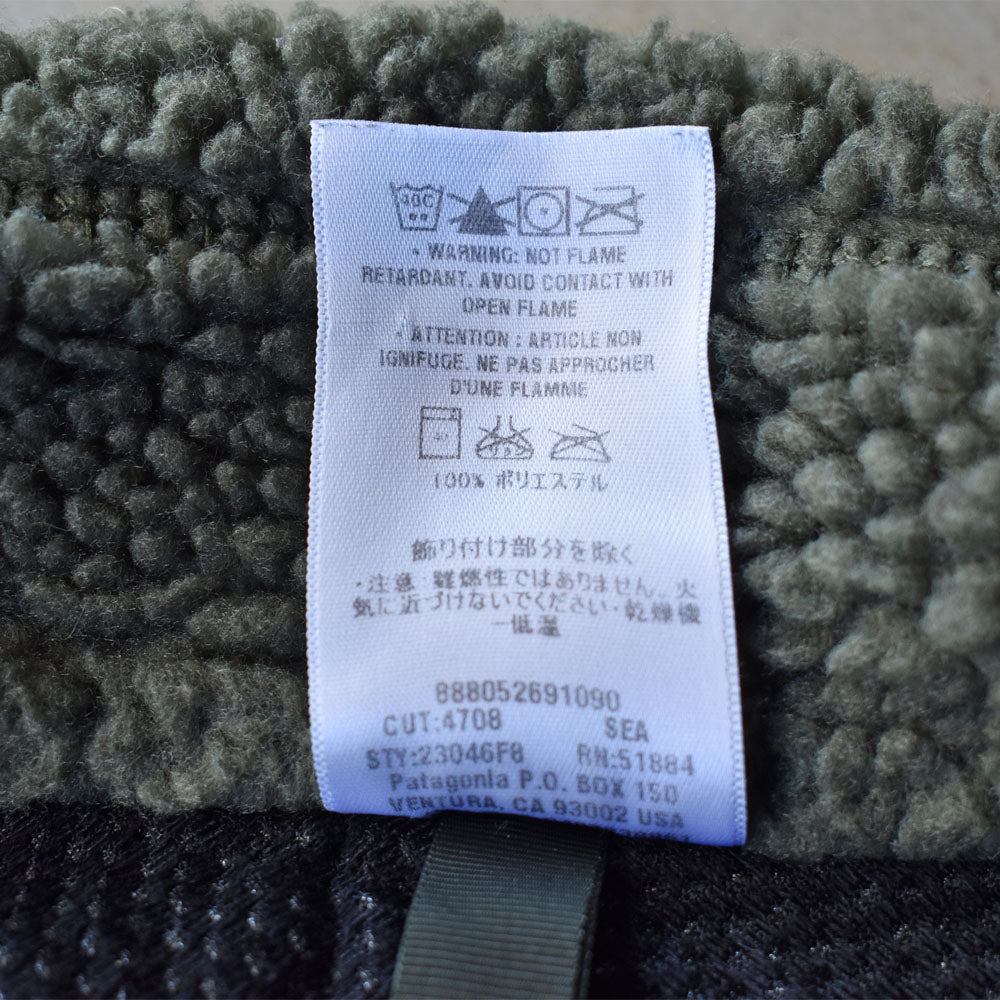 40C
• WARNING: NOT FLAME
RETARDANT. AVOID CONTACT WITH
OPEN FLAME
• ATTENTION : ARTICLE NON
IGNIFUGE. NE PAS APPROCHER
D'UNE FLAMME
100% ポリエステル
飾り付け部分を除く
・注意 難燃性ではありません。火
気に近づけないでください・乾燥機
－低温
888052691090
CUT:4708 SEA
STY:23046F8 RN:51884
Patagonia P.O. BOX 150
VENTURA, CA 93002 USA